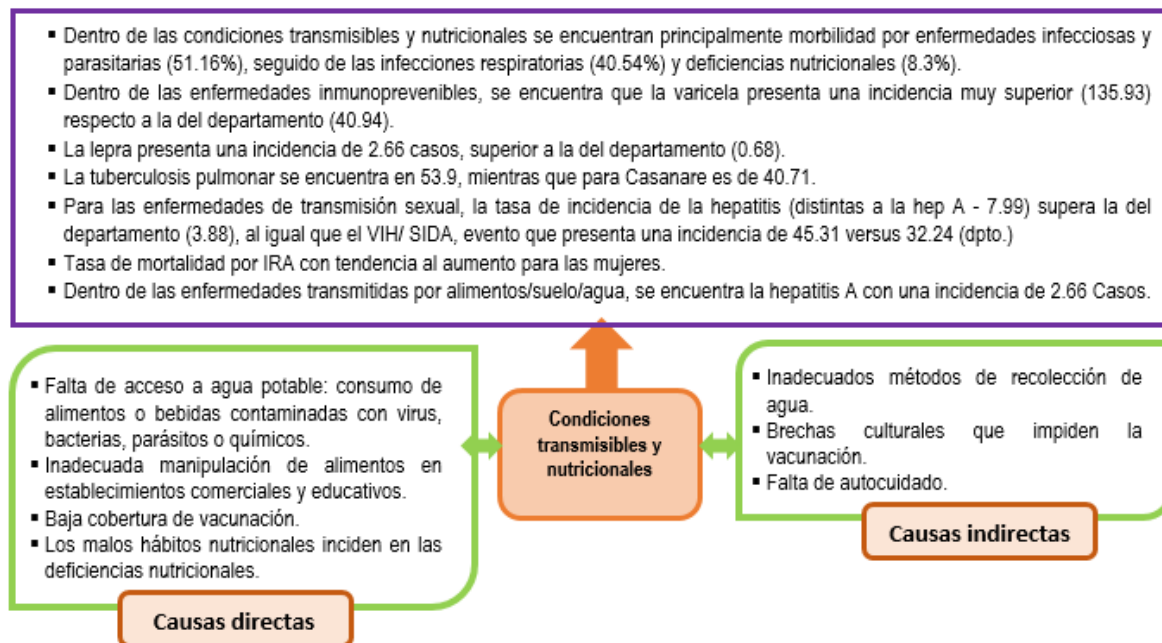 ▪ Dentro de las condiciones transmisibles y nutricionales se encuentran principalmente morbilidad por enfermedades infecciosas y
parasitarias (51.16%), seguido de las infecciones respiratorias (40.54%) y deficiencias nutricionales (8.3%).
▪ Dentro de las enfermedades inmunoprevenibles, se encuentra que la varicela presenta una incidencia muy superior (135.93)
respecto a la del departamento (40.94).
▪ La lepra presenta una incidencia de 2.66 casos, superior a la del departamento (0.68).
▪ La tuberculosis pulmonar se encuentra en 53.9, mientras que para Casanare es de 40.71.
▪ Para las enfermedades de transmisión sexual, la tasa de incidencia de la hepatitis (distintas a la hep A - 7.99) supera la del
departamento (3.88), al igual que el VIH/ SIDA, evento que presenta una incidencia de 45.31 versus 32.24 (dpto.)
▪ Tasa de mortalidad por IRA con tendencia al aumento para las mujeres.
▪ Dentro de las enfermedades transmitidas por alimentos/suelo/agua, se encuentra la hepatitis A con una incidencia de 2.66 Casos.
▪ Falta de acceso a agua potable: consumo de
alimentos o bebidas contaminadas con virus,
bacterias, parásitos o químicos.
▪ Inadecuada manipulación de alimentos en
establecimientos comerciales y educativos.
▪ Baja cobertura de vacunación.
▪ Los malos hábitos nutricionales inciden en las
deficiencias nutricionales.
Causas directas
Condiciones
transmisibles y
nutricionales
▪ Inadecuados métodos de recolección de
agua.
▪ Brechas culturales que impiden la
vacunación.
▪ Falta de autocuidado.
Causas indirectas